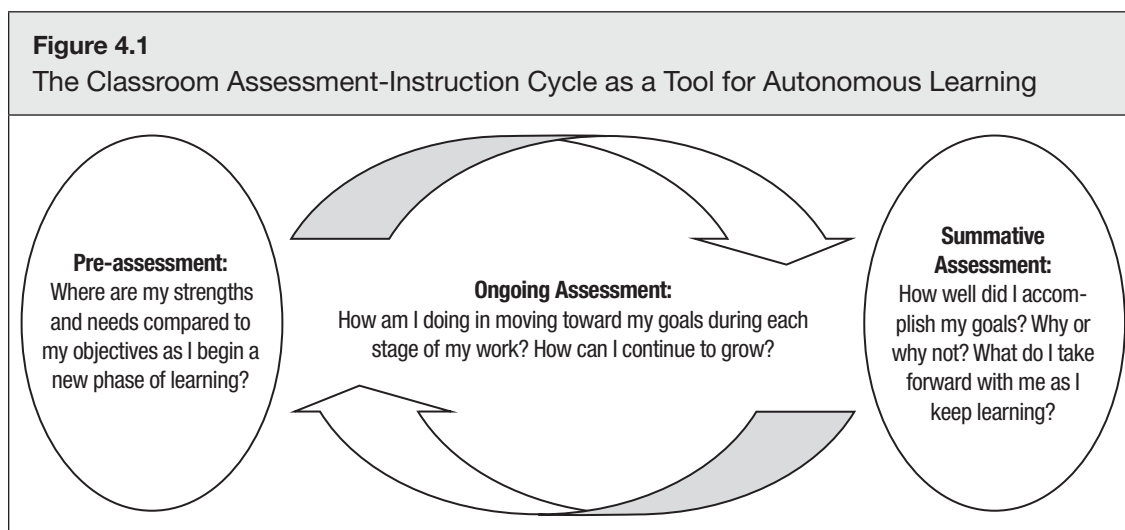 Figure 4.1
The Classroom Assessment-Instruction Cycle as a Tool for Autonomous Learning
Pre-assessment:
Where are my strengths
and needs compared to
my objectives as I begin a
new phase of learning?
Ongoing Assessment:
How am I doing in moving toward my goals during each
stage of my work? How can I continue to grow?
Summative
Assessment:
How well did I accom-
plish my goals? Why or
why not? What do I take
forward with me as I
keep learning?